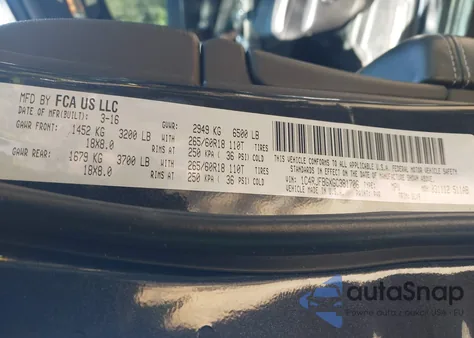 MFD BY FCA US LLC
DATE OF MFR(BUILT): 3-16 GVWR: 2949 KG 6500 LB
GAWR FRONT: 1452 KG 3200 LB WITH 265/60R18 110T TIRES
18X8.0 RIMS AT 250 KPA ( 36 PSI) COLD
GAWR REAR: 1679 KG 3700 LB WITH 265/60R18 110T TIRES
18X8.0 RIMS AT 250 KPA ( 36 PSI) COLD
THIS VEHICLE CONFORMS TO ALL APPLICABLE U.S.A. FEDERAL MOTOR VEHICLE SAFETY
STANDARDS IN EFFECT ON THE DATE OF MANUFACTURE SHOWN ABOVE.
VIN:
MADE IN U.S.A.
autoSnap